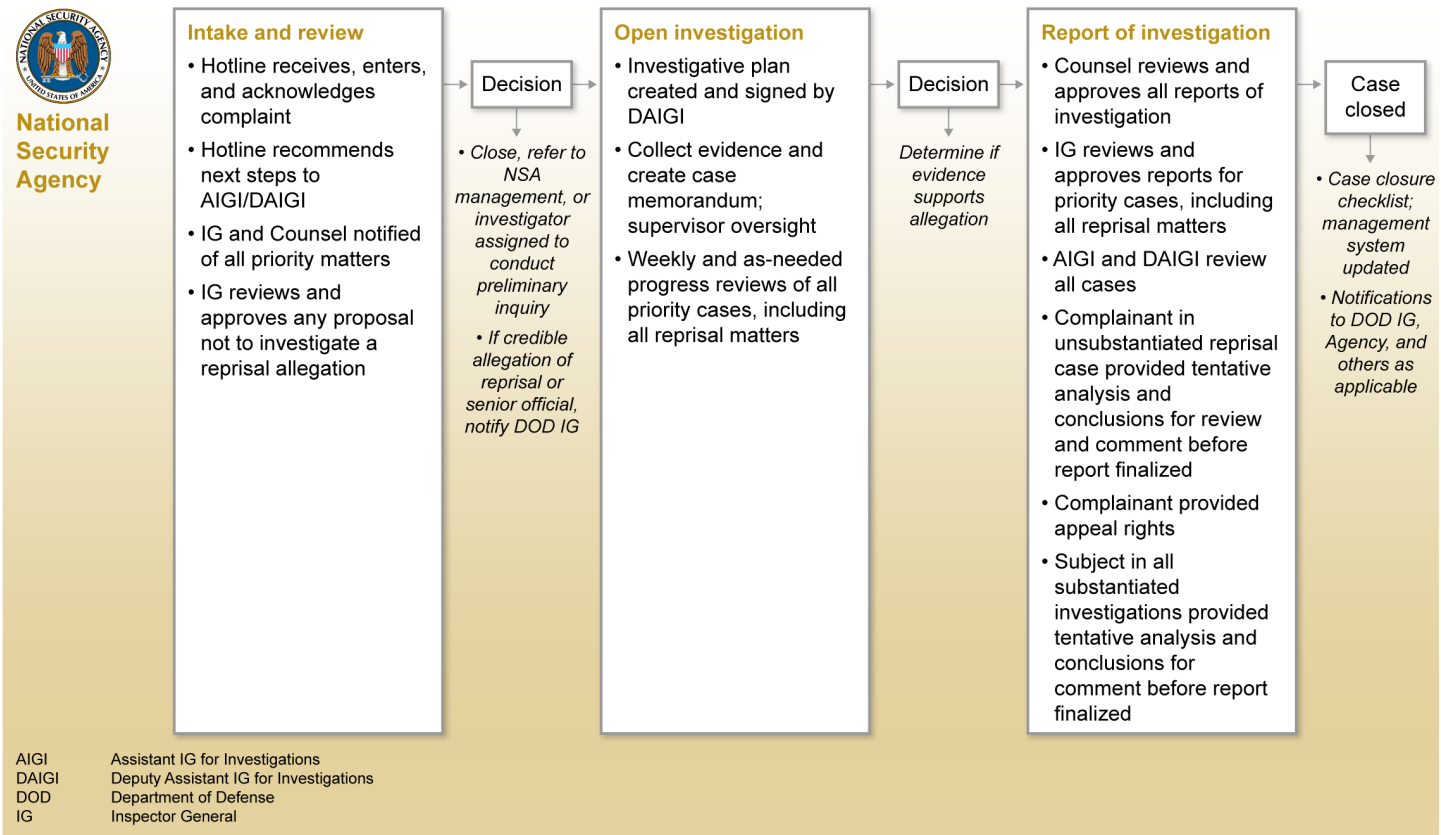 NATIONAL SECURITY AGENCY
UNITED STATES OF AMERICA
National
Security
Agency
Intake and review
• Hotline receives, enters,
and acknowledges
complaint
• Hotline recommends
next steps to
AIGI/DAIGI
• IG and Counsel notified
of all priority matters
• IG reviews and
approves any proposal
not to investigate a
reprisal allegation
Decision
• Close, refer to
NSA
management, or
investigator
assigned to
conduct
preliminary
inquiry
• If credible
allegation of
reprisal or
senior official,
notify DOD IG
Open investigation
• Investigative plan
created and signed by
DAIGI
• Collect evidence and
create case
memorandum;
supervisor oversight
• Weekly and as-needed
progress reviews of all
priority cases, including
all reprisal matters
Decision
Determine if
evidence
supports
allegation
Report of investigation
• Counsel reviews and
approves all reports of
investigation
• IG reviews and
approves reports for
priority cases, including
all reprisal matters
• AIGI and DAIGI review
all cases
• Complainant in
unsubstantiated reprisal
case provided tentative
analysis and
conclusions for review
and comment before
report finalized
• Complainant provided
appeal rights
• Subject in all
substantiated
investigations provided
tentative analysis and
conclusions for
comment before report
finalized
Case
closed
• Case closure
checklist;
management
system
updated
• Notifications
to DOD IG,
Agency, and
others as
applicable
AIGI Assistant IG for Investigations
DAIGI Deputy Assistant IG for Investigations
DOD Department of Defense
IG Inspector General